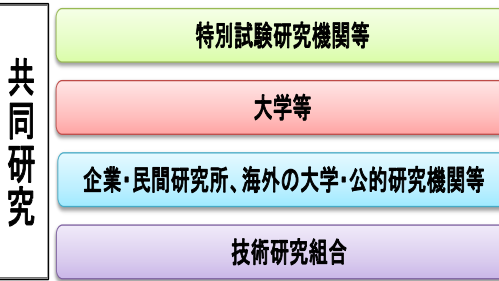 共同研究
特別試験研究機関等
大学等
企業・民間研究所、海外の大学・公的研究機関等
技術研究組合